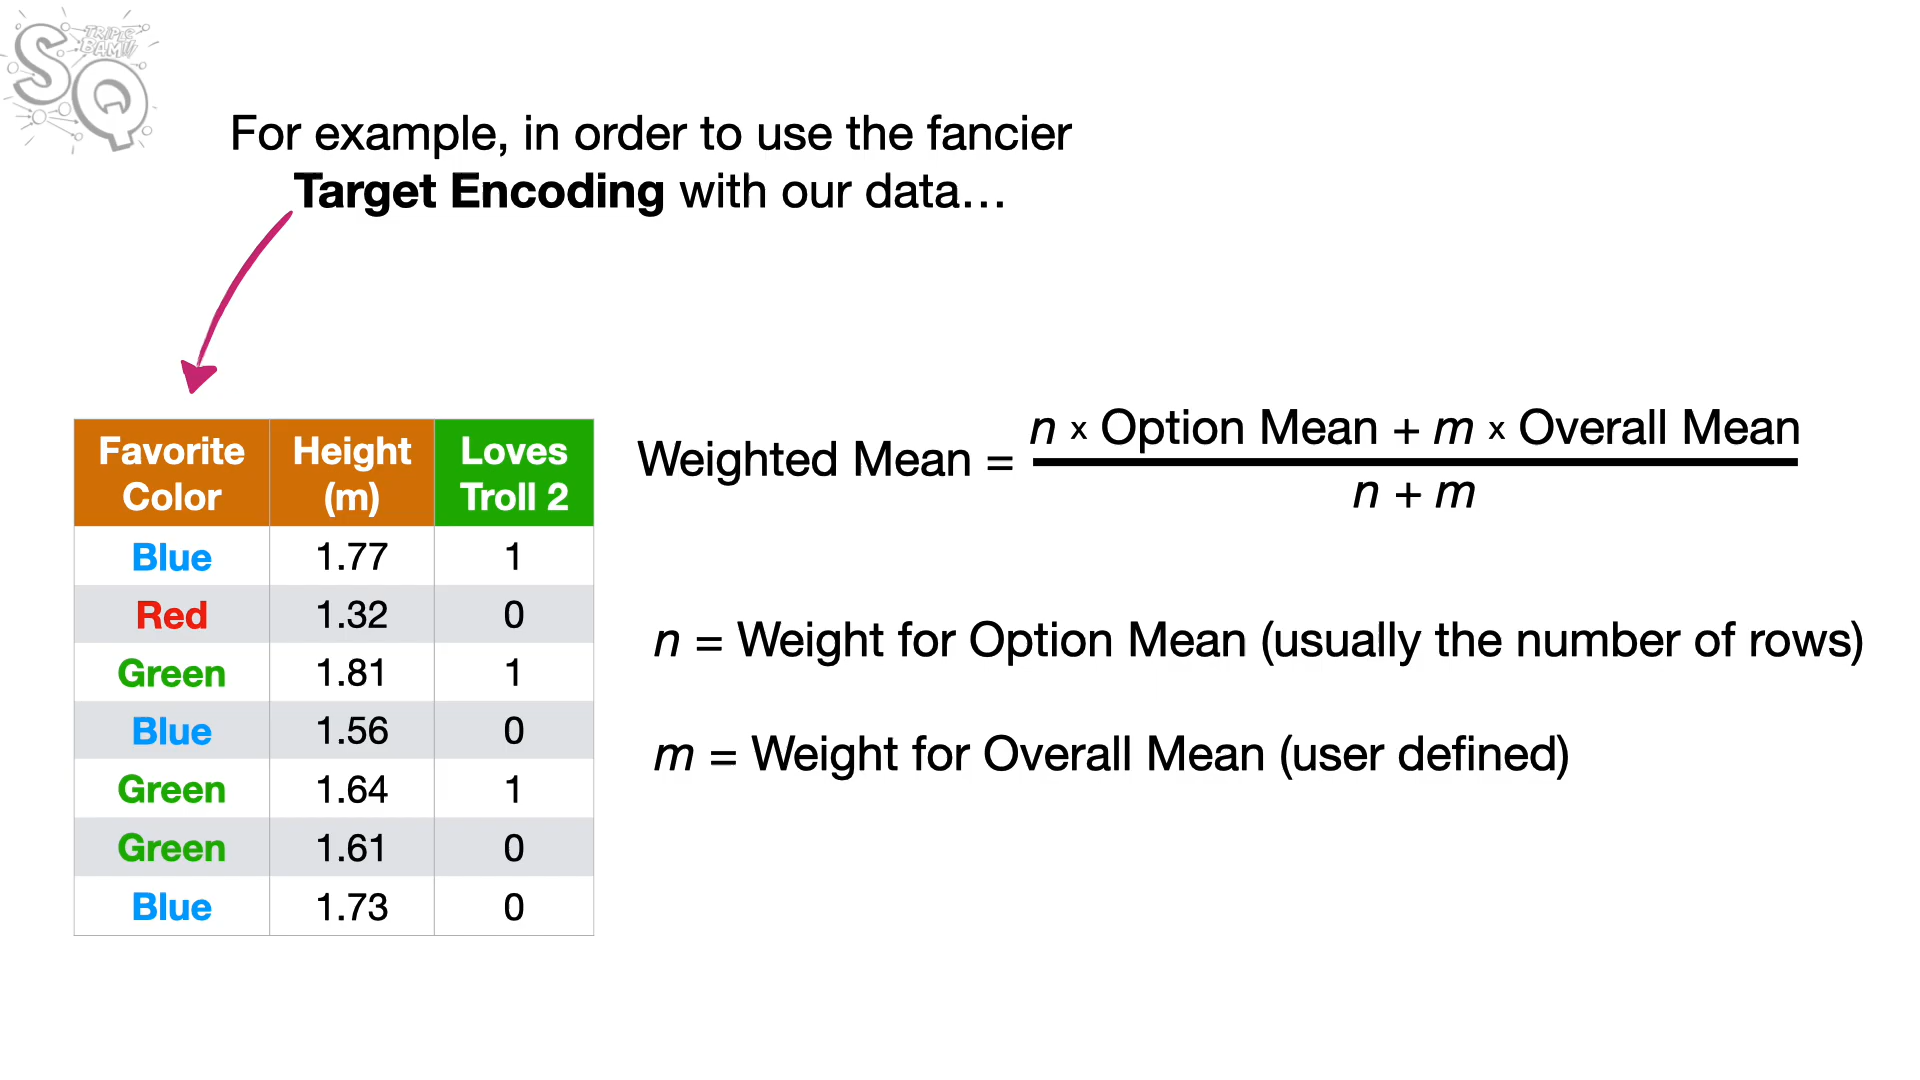 SQ
TRIPLE
BAM!!!
For example, in order to use the fancier
Target Encoding with our data…
Favorite Color Height (m) Loves Troll 2
Blue 1.77 1
Red 1.32 0
Green 1.81 1
Blue 1.56 0
Green 1.64 1
Green 1.61 0
Blue 1.73 0
n x Option Mean + m x Overall Mean
Weighted Mean =
n + m
n = Weight for Option Mean (usually the number of rows)
m = Weight for Overall Mean (user defined)